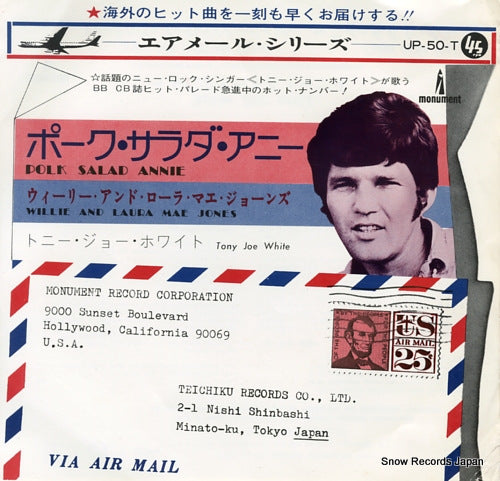 ★海外のヒット曲を一刻も早くお届けする!!
エアメール・シリーズ
UP-50-T
45
☆話題のニュー・ロック・シンガー<トニー・ジョー・ホワイト>が歌う
BB CB誌ヒット・パレード急進中のホット・ナンバー!
monument
ポーク・サラダ・アニー
POLK SALAD ANNIE
ウィーリー・アンド・ローラ・マエ・ジョーンズ
WILLIE AND LAURA MAE JONES
トニー・ジョー・ホワイト Tony Joe White
MONUMENT RECORD CORPORATION
9000 Sunset Boulevard
Hollywood, California 90069
U.S.A.
US
AIR MAIL
25¢
TEICHIKU RECORDS CO., LTD.
2-1 Nishi Shinbashi
Minato-ku, Tokyo Japan
VIA AIR MAIL
Snow Records Japan